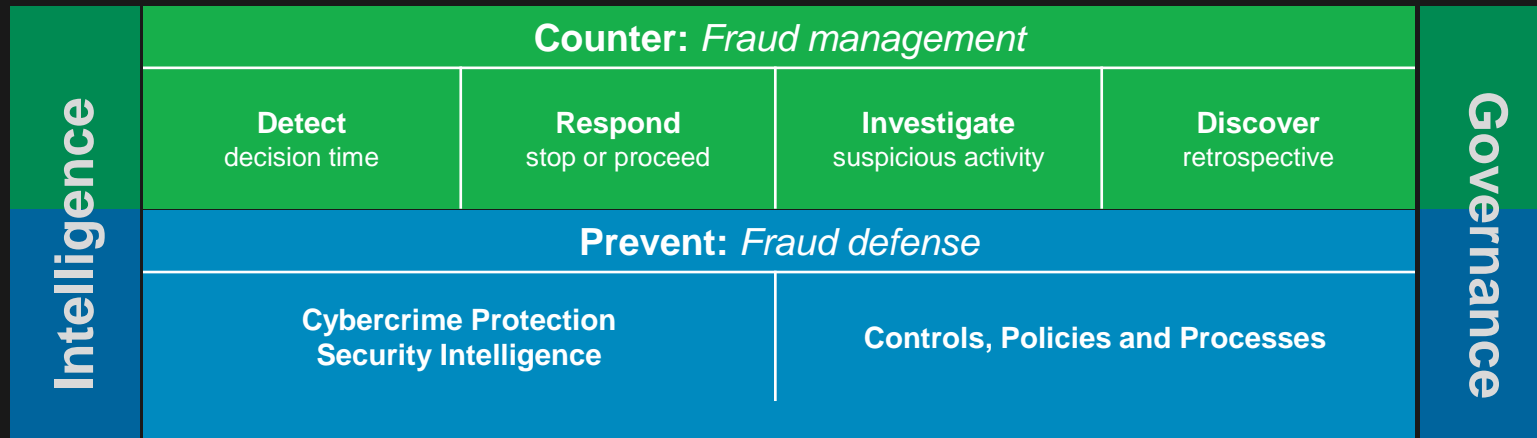 Intelligence
Counter: Fraud management
Detect
decision time
Respond
stop or proceed
Investigate
suspicious activity
Discover
retrospective
Prevent: Fraud defense
Cybercrime Protection
Security Intelligence
Controls, Policies and Processes
Governance